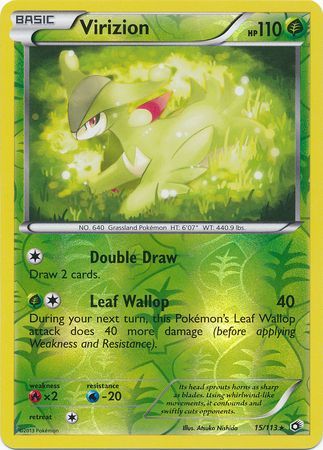 BASIC
Virizion
HP110
NO. 640 Grassland Pokémon HT: 6'07" WT: 440.9 lbs.
Double Draw
Draw 2 cards.
Leaf Wallop 40
During your next turn, this Pokémon's Leaf Wallop
attack does 40 more damage (before applying
Weakness and Resistance).
weakness
×2
resistance
-20
retreat
Its head sprouts horns as sharp
as blades. Using whirlwind-like
movements, it confounds and
swiftly cuts opponents.
Illus. Atsuko Nishida
15/113★
©2013 Pokémon